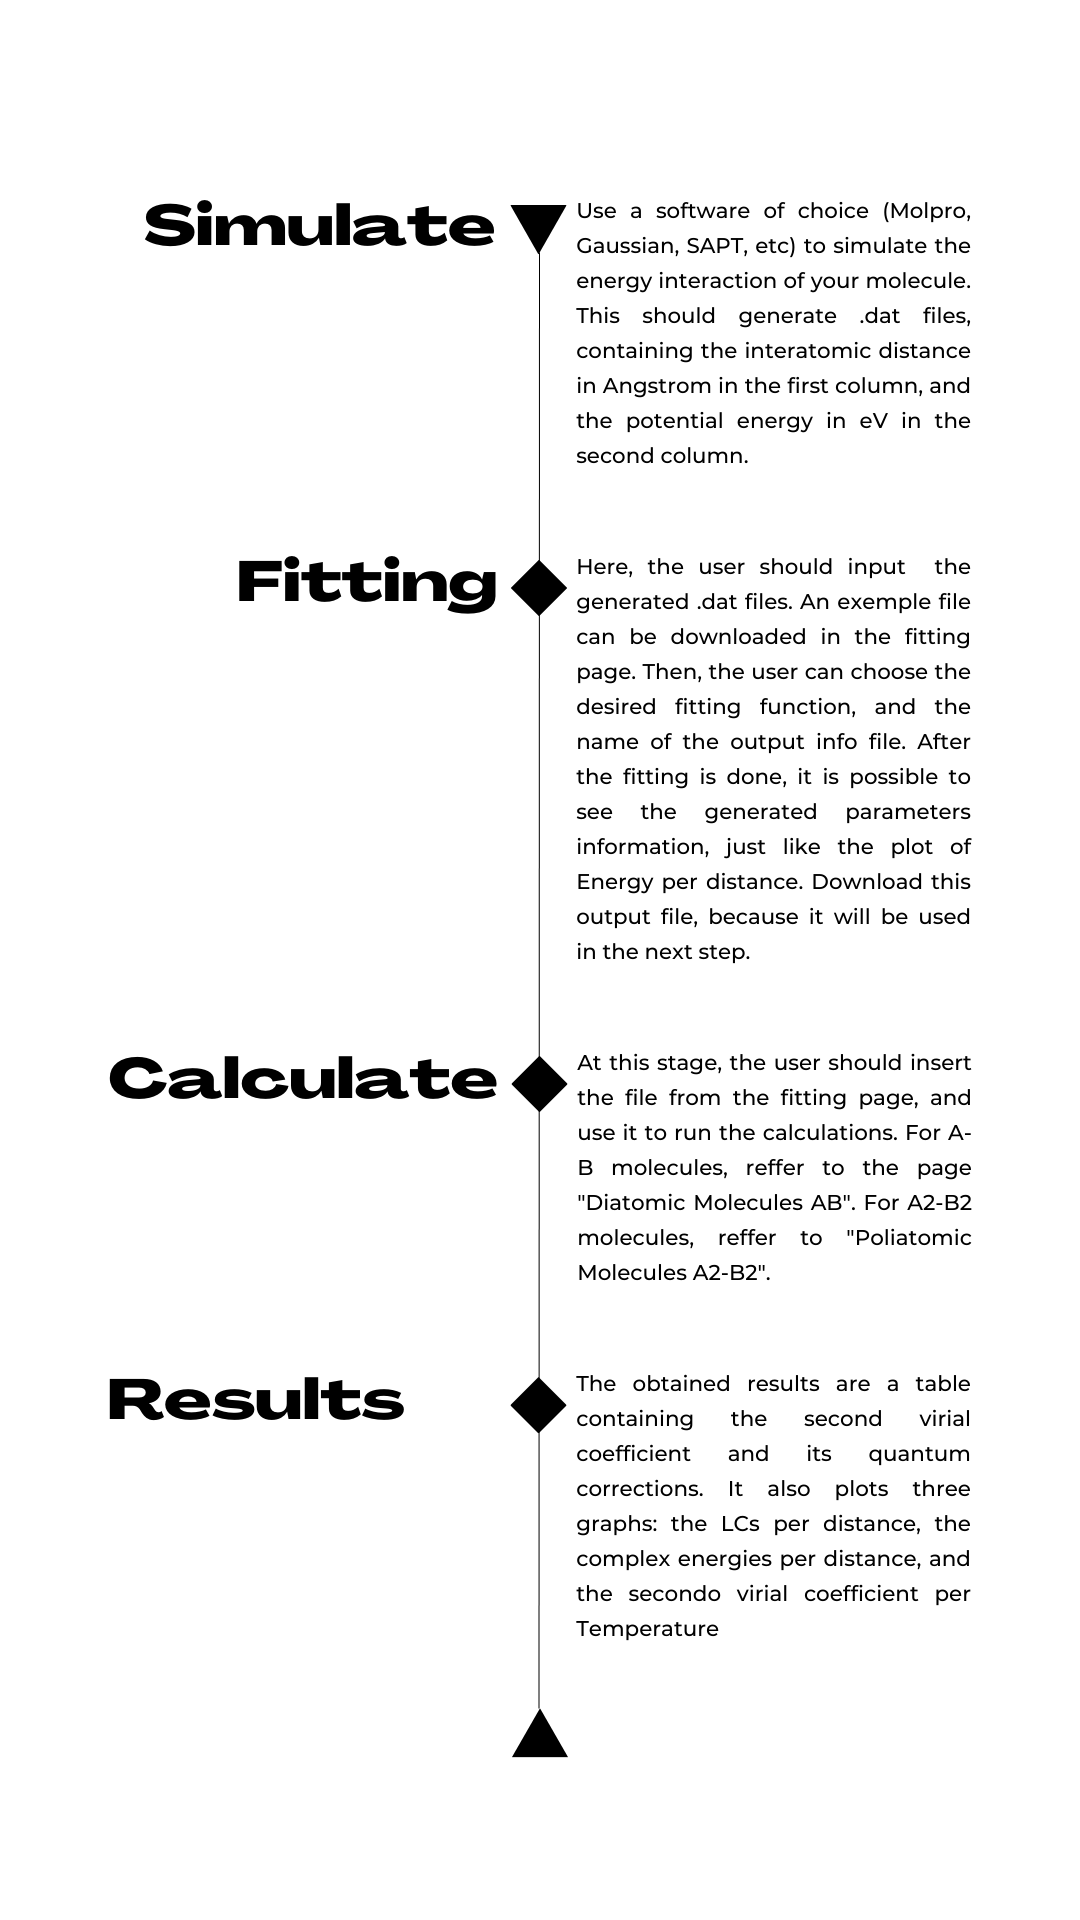 Simulate
Use a software of choice (Molpro,
Gaussian, SAPT, etc) to simulate the
energy interaction of your molecule.
This should generate .dat files,
containing the interatomic distance
in Angstrom in the first column, and
the potential energy in eV in the
second column.
Fitting
Here, the user should input the
generated .dat files. An exemple file
can be downloaded in the fitting
page. Then, the user can choose the
desired fitting function, and the
name of the output info file. After
the fitting is done, it is possible to
see the generated parameters
information, just like the plot of
Energy per distance. Download this
output file, because it will be used
in the next step.
Calculate
At this stage, the user should insert
the file from the fitting page, and
use it to run the calculations. For A-
B molecules, reffer to the page
"Diatomic Molecules AB". For A2-B2
molecules, reffer to "Poliatomic
Molecules A2-B2".
Results
The obtained results are a table
containing the second virial
coefficient and its quantum
corrections. It also plots three
graphs: the LCs per distance, the
complex energies per distance, and
the secondo virial coefficient per
Temperature